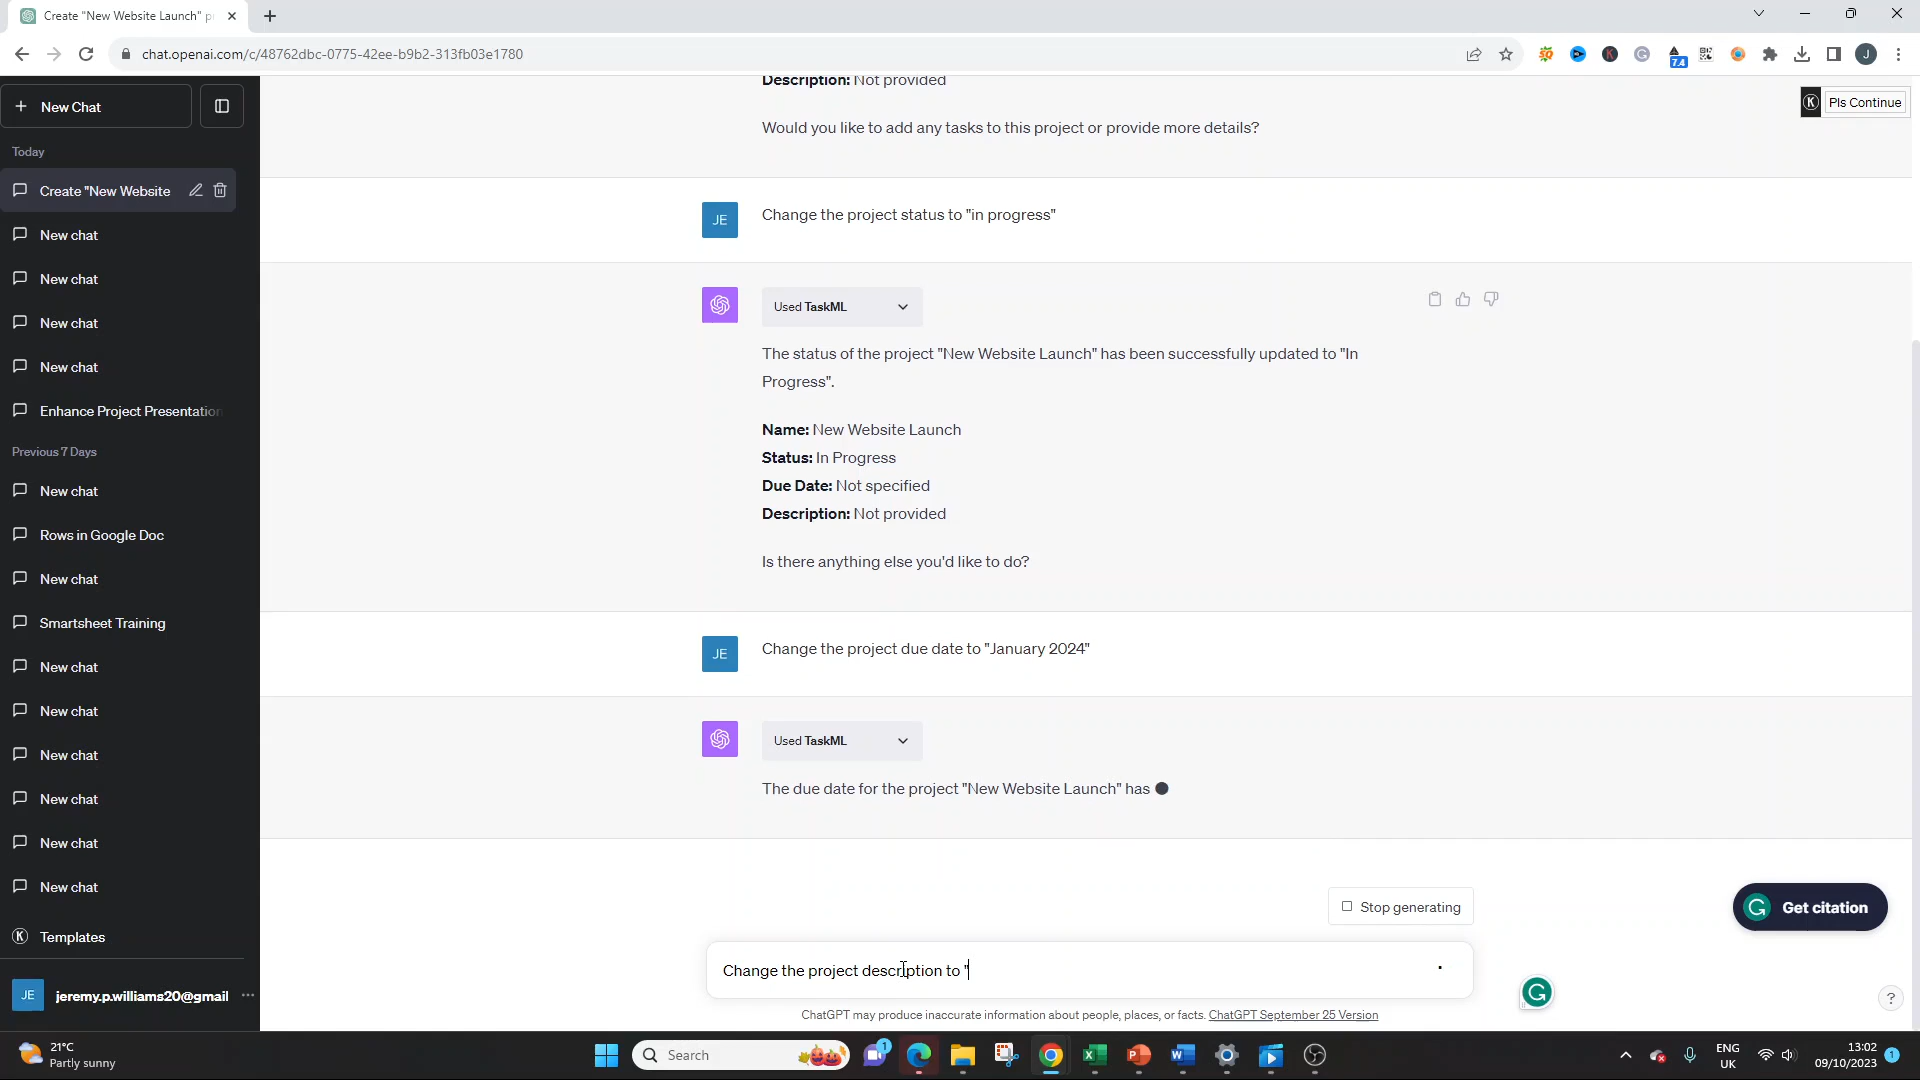 Create "New Website Launch" p
chat.openai.com/c/48762dbc-0775-42ee-b9b2-313fb03e1780
7.4
J
New Chat
Pls Continue
Today
Create "New Website
New chat
New chat
New chat
New chat
Enhance Project Presentation
Previous 7 Days
New chat
Rows in Google Doc
New chat
Smartsheet Training
New chat
New chat
New chat
New chat
New chat
New chat
Templates
JE
jeremy.p.williams20@gmail
Description: Not provided
Would you like to add any tasks to this project or provide more details?
JE
Change the project status to "in progress"
Used TaskML
The status of the project "New Website Launch" has been successfully updated to "In
Progress".
Name: New Website Launch
Status: In Progress
Due Date: Not specified
Description: Not provided
Is there anything else you'd like to do?
JE
Change the project due date to "January 2024"
Used TaskML
The due date for the project "New Website Launch" has
Stop generating
Get citation
Change the project description to "
ChatGPT may produce inaccurate information about people, places, or facts. ChatGPT September 25 Version
?
21°C
Partly sunny
Search
1
ENG
UK
13:02
09/10/2023
1